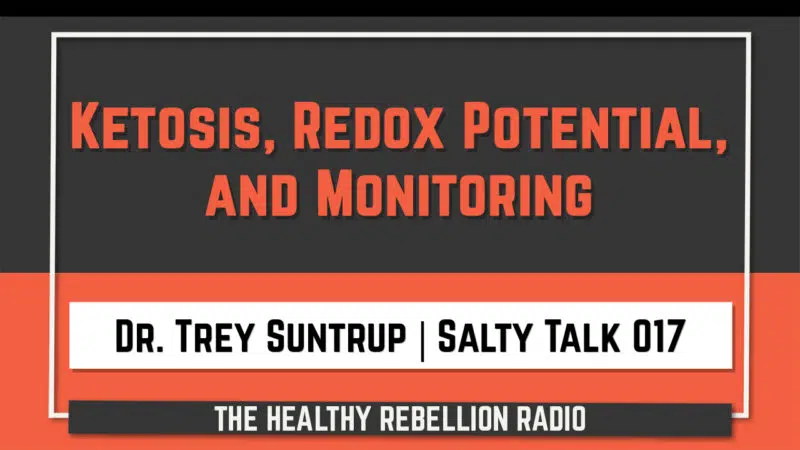 Ketosis, Redox Potential,
and Monitoring
Dr. Trey Suntrup | Salty Talk 017
THE HEALTHY REBELLION RADIO